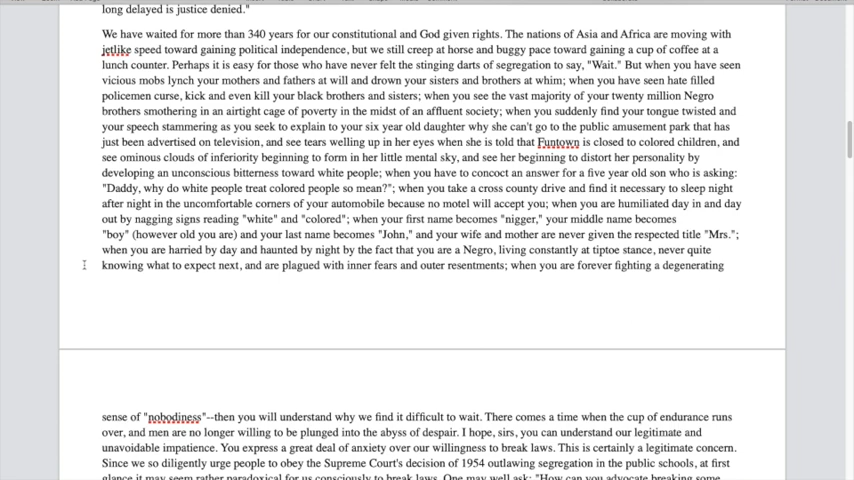 long delayed is justice denied."
We have waited for more than 340 years for our constitutional and God given rights. The nations of Asia and Africa are moving with
jetlike speed toward gaining political independence, but we still creep at horse and buggy pace toward gaining a cup of coffee at a
lunch counter. Perhaps it is easy for those who have never felt the stinging darts of segregation to say, "Wait." But when you have seen
vicious mobs lynch your mothers and fathers at will and drown your sisters and brothers at whim; when you have seen hate filled
policemen curse, kick and even kill your black brothers and sisters; when you see the vast majority of your twenty million Negro
brothers smothering in an airtight cage of poverty in the midst of an affluent society; when you suddenly find your tongue twisted and
your speech stammering as you seek to explain to your six year old daughter why she can't go to the public amusement park that has
just been advertised on television, and see tears welling up in her eyes when she is told that Funtown is closed to colored children, and
see ominous clouds of inferiority beginning to form in her little mental sky, and see her beginning to distort her personality by
developing an unconscious bitterness toward white people; when you have to concoct an answer for a five year old son who is asking:
"Daddy, why do white people treat colored people so mean?"; when you take a cross county drive and find it necessary to sleep night
after night in the uncomfortable corners of your automobile because no motel will accept you; when you are humiliated day in and day
out by nagging signs reading "white" and "colored"; when your first name becomes "nigger," your middle name becomes
"boy" (however old you are) and your last name becomes "John," and your wife and mother are never given the respected title "Mrs.";
when you are harried by day and haunted by night by the fact that you are a Negro, living constantly at tiptoe stance, never quite
knowing what to expect next, and are plagued with inner fears and outer resentments; when you are forever fighting a degenerating
sense of "nobodiness"--then you will understand why we find it difficult to wait. There comes a time when the cup of endurance runs
over, and men are no longer willing to be plunged into the abyss of despair. I hope, sirs, you can understand our legitimate and
unavoidable impatience. You express a great deal of anxiety over our willingness to break laws. This is certainly a legitimate concern.
Since we so diligently urge people to obey the Supreme Court's decision of 1954 outlawing segregation in the public schools, at first
glance it may seem rather paradoxical for us consciously to break laws. One may well ask: "How can you advocate breaking some